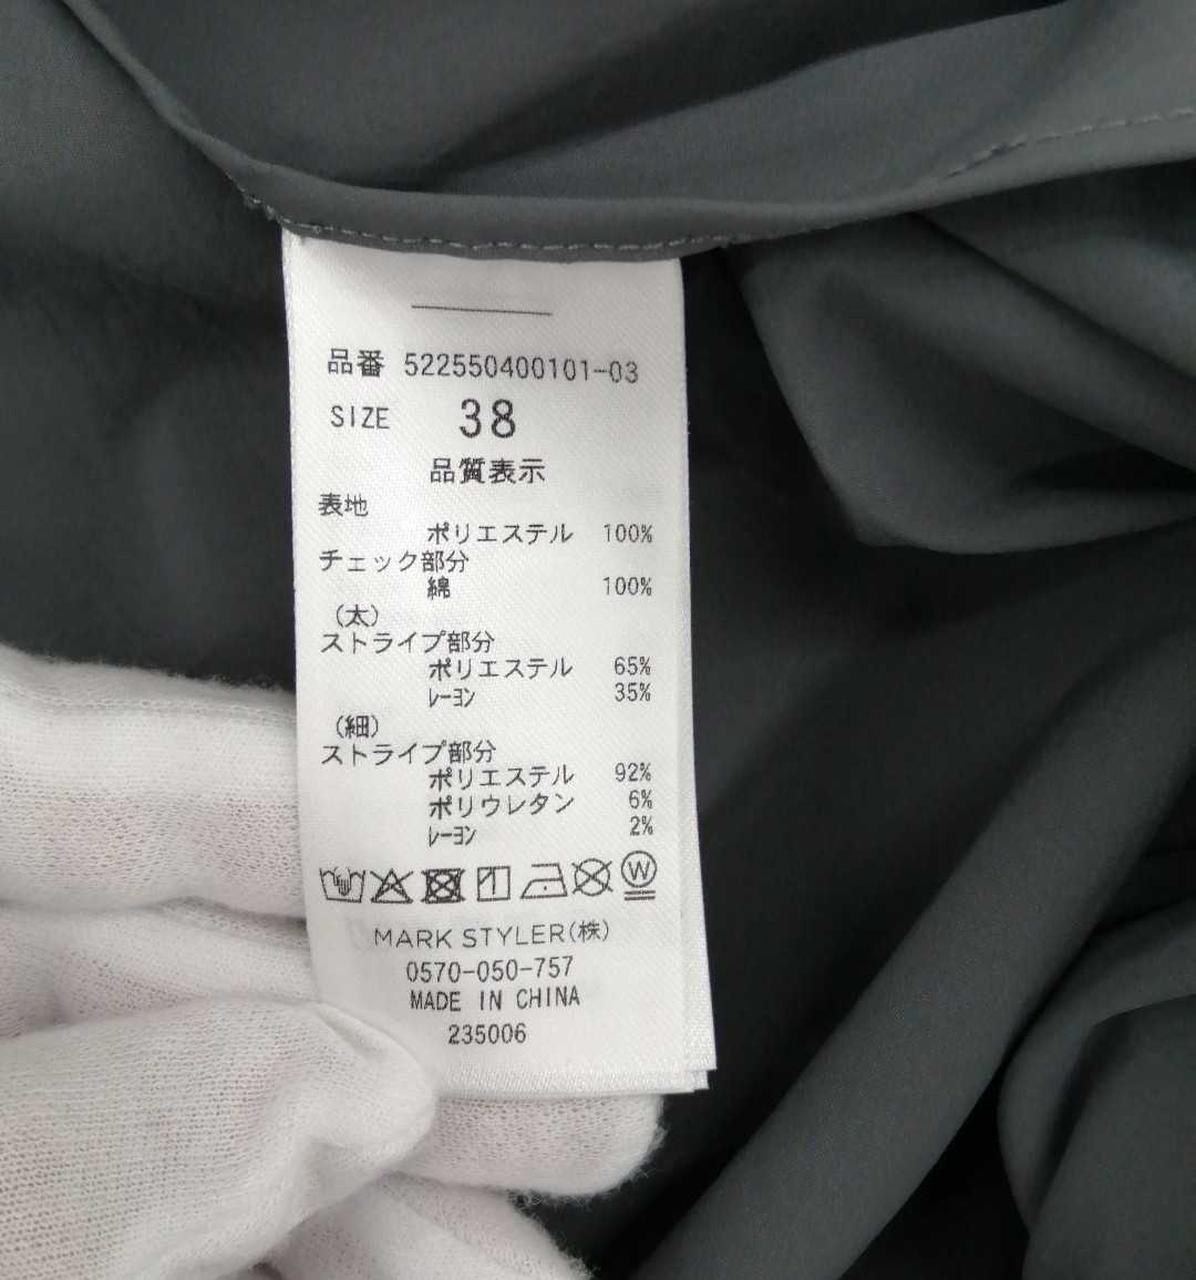 品番 522550400101-03
SIZE 38
品質表示
表地
ポリエステル 100%
チェック部分
綿 100%
(太)
ストライプ部分
ポリエステル 65%
レーヨン 35%
(細)
ストライプ部分
ポリエステル 92%
ポリウレタン 6%
レーヨン 2%
W
MARK STYLER(株)
0570-050-757
MADE IN CHINA
235006